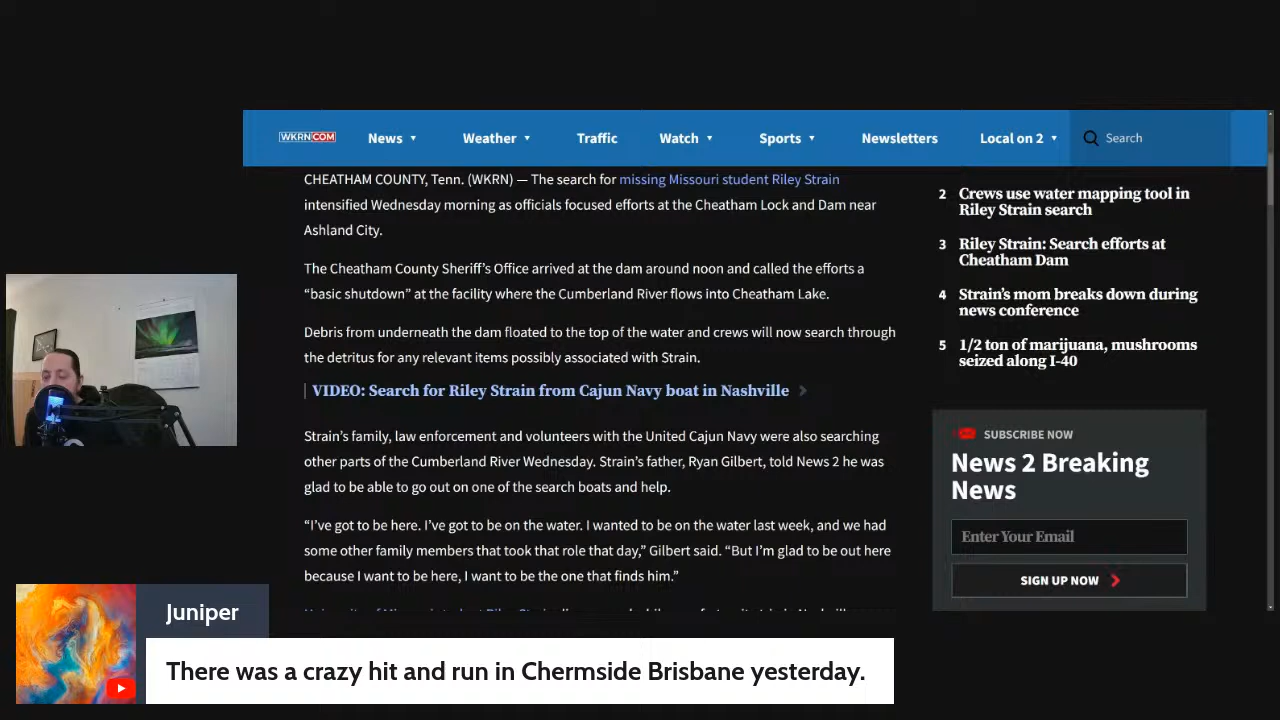 WKRN.COM
News
Weather
Traffic
Watch
Sports
Newsletters
Local on 2
Search
CHEATHAM COUNTY, Tenn. (WKRN) — The search for missing Missouri student Riley Strain
intensified Wednesday morning as officials focused efforts at the Cheatham Lock and Dam near
Ashland City.
The Cheatham County Sheriff’s Office arrived at the dam around noon and called the efforts a
“basic shutdown” at the facility where the Cumberland River flows into Cheatham Lake.
Debris from underneath the dam floated to the top of the water and crews will now search through
the detritus for any relevant items possibly associated with Strain.
VIDEO: Search for Riley Strain from Cajun Navy boat in Nashville
Strain’s family, law enforcement and volunteers with the United Cajun Navy were also searching
other parts of the Cumberland River Wednesday. Strain’s father, Ryan Gilbert, told News 2 he was
glad to be able to go out on one of the search boats and help.
“I’ve got to be here. I’ve got to be on the water. I wanted to be on the water last week, and we had
some other family members that took that role that day,” Gilbert said. “But I’m glad to be out here
because I want to be here, I want to be the one that finds him.”
2 Crews use water mapping tool in
Riley Strain search
3 Riley Strain: Search efforts at
Cheatham Dam
4 Strain’s mom breaks down during
news conference
5 1/2 ton of marijuana, mushrooms
seized along I-40
SUBSCRIBE NOW
News 2 Breaking
News
Enter Your Email
SIGN UP NOW
Juniper
There was a crazy hit and run in Chermside Brisbane yesterday.